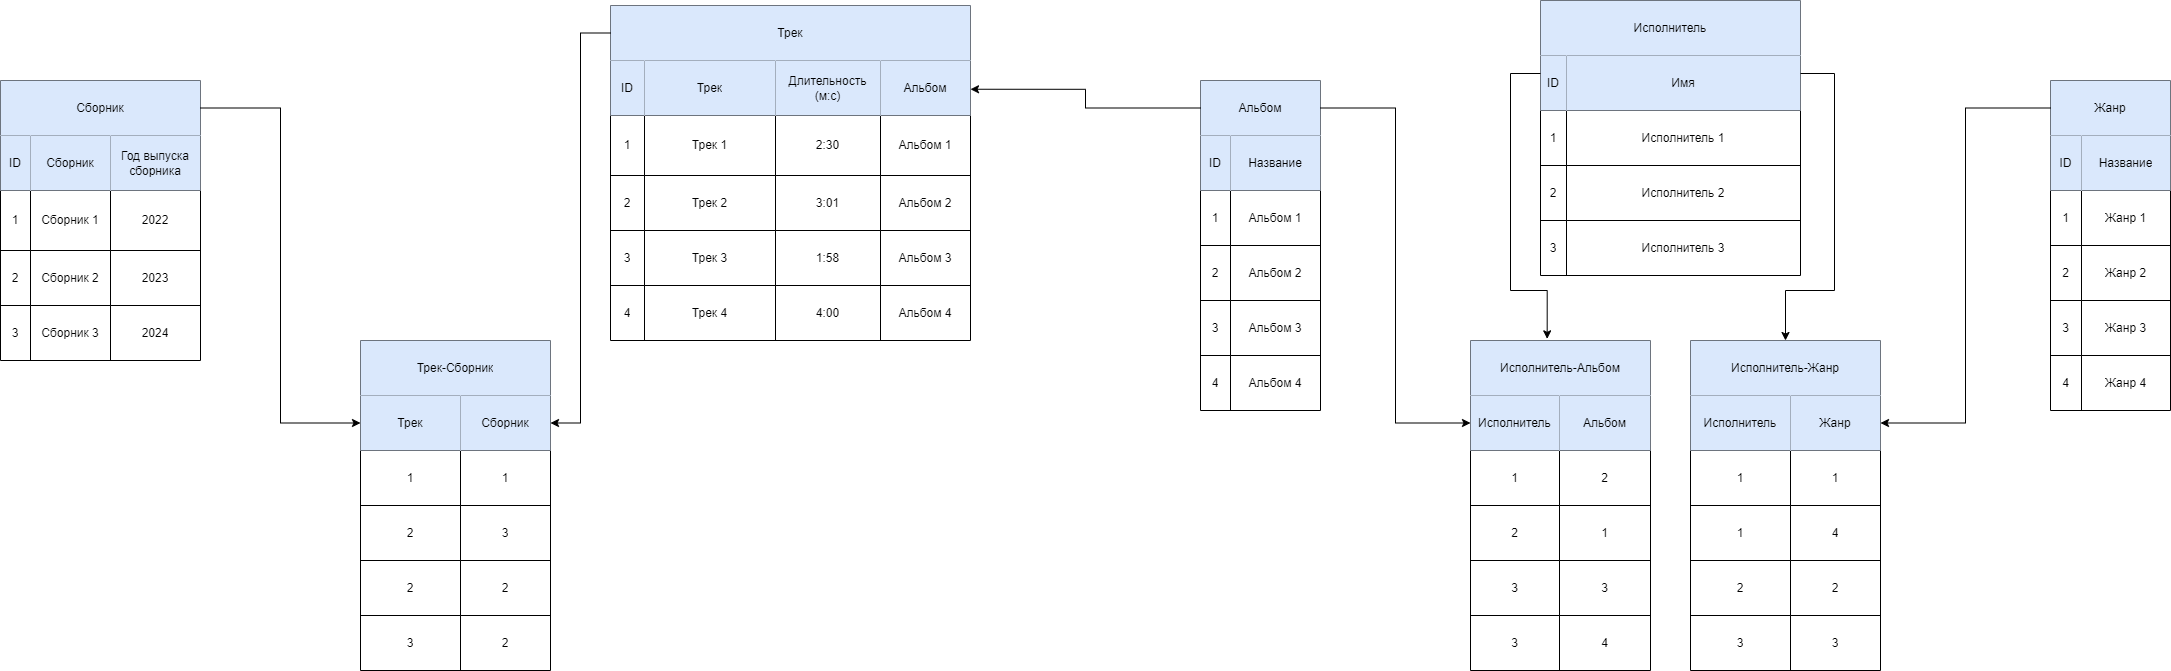 Сборник
ID Сборник Год выпуска
сборника
1 Сборник 1 2022
2 Сборник 2 2023
3 Сборник 3 2024
Трек-Сборник
Трек Сборник
1 1
2 3
2 2
3 2
Трек
ID Трек Длительность
(м:с) Альбом
1 Трек 1 2:30 Альбом 1
2 Трек 2 3:01 Альбом 2
3 Трек 3 1:58 Альбом 3
4 Трек 4 4:00 Альбом 4
Альбом
ID Название
1 Альбом 1
2 Альбом 2
3 Альбом 3
4 Альбом 4
Исполнитель
ID Имя
1 Исполнитель 1
2 Исполнитель 2
3 Исполнитель 3
Исполнитель-Альбом
Исполнитель Альбом
1 2
2 1
3 3
3 4
Исполнитель-Жанр
Исполнитель Жанр
1 1
1 4
2 2
3 3
Жанр
ID Название
1 Жанр 1
2 Жанр 2
3 Жанр 3
4 Жанр 4